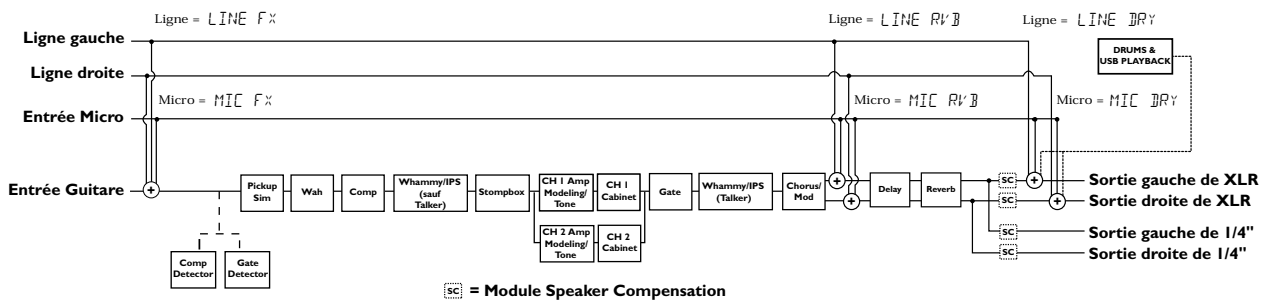 Ligne = LINE FX
Ligne = LINE RVB
Ligne = LINE DRY
Ligne gauche
DRUMS &
USB PLAYBACK
Ligne droite
Micro = MIC FX
Micro = MIC RVB
Micro = MIC DRY
Entrée Micro
Entrée Guitare
Pickup
Sim
Wah
Comp
Whammy/IPS
(sauf
Talker)
Stompbox
CH 1 Amp
Modeling/
Tone
CH 1
Cabinet
CH 2 Amp
Modeling/
Tone
CH 2
Cabinet
Gate
Whammy/IPS
(Talker)
Chorus/
Mod
Delay
Reverb
SC
Sortie gauche de XLR
SC
Sortie droite de XLR
SC
Sortie gauche de 1/4"
SC
Sortie droite de 1/4"
Comp
Detector
Gate
Detector
SC = Module Speaker Compensation